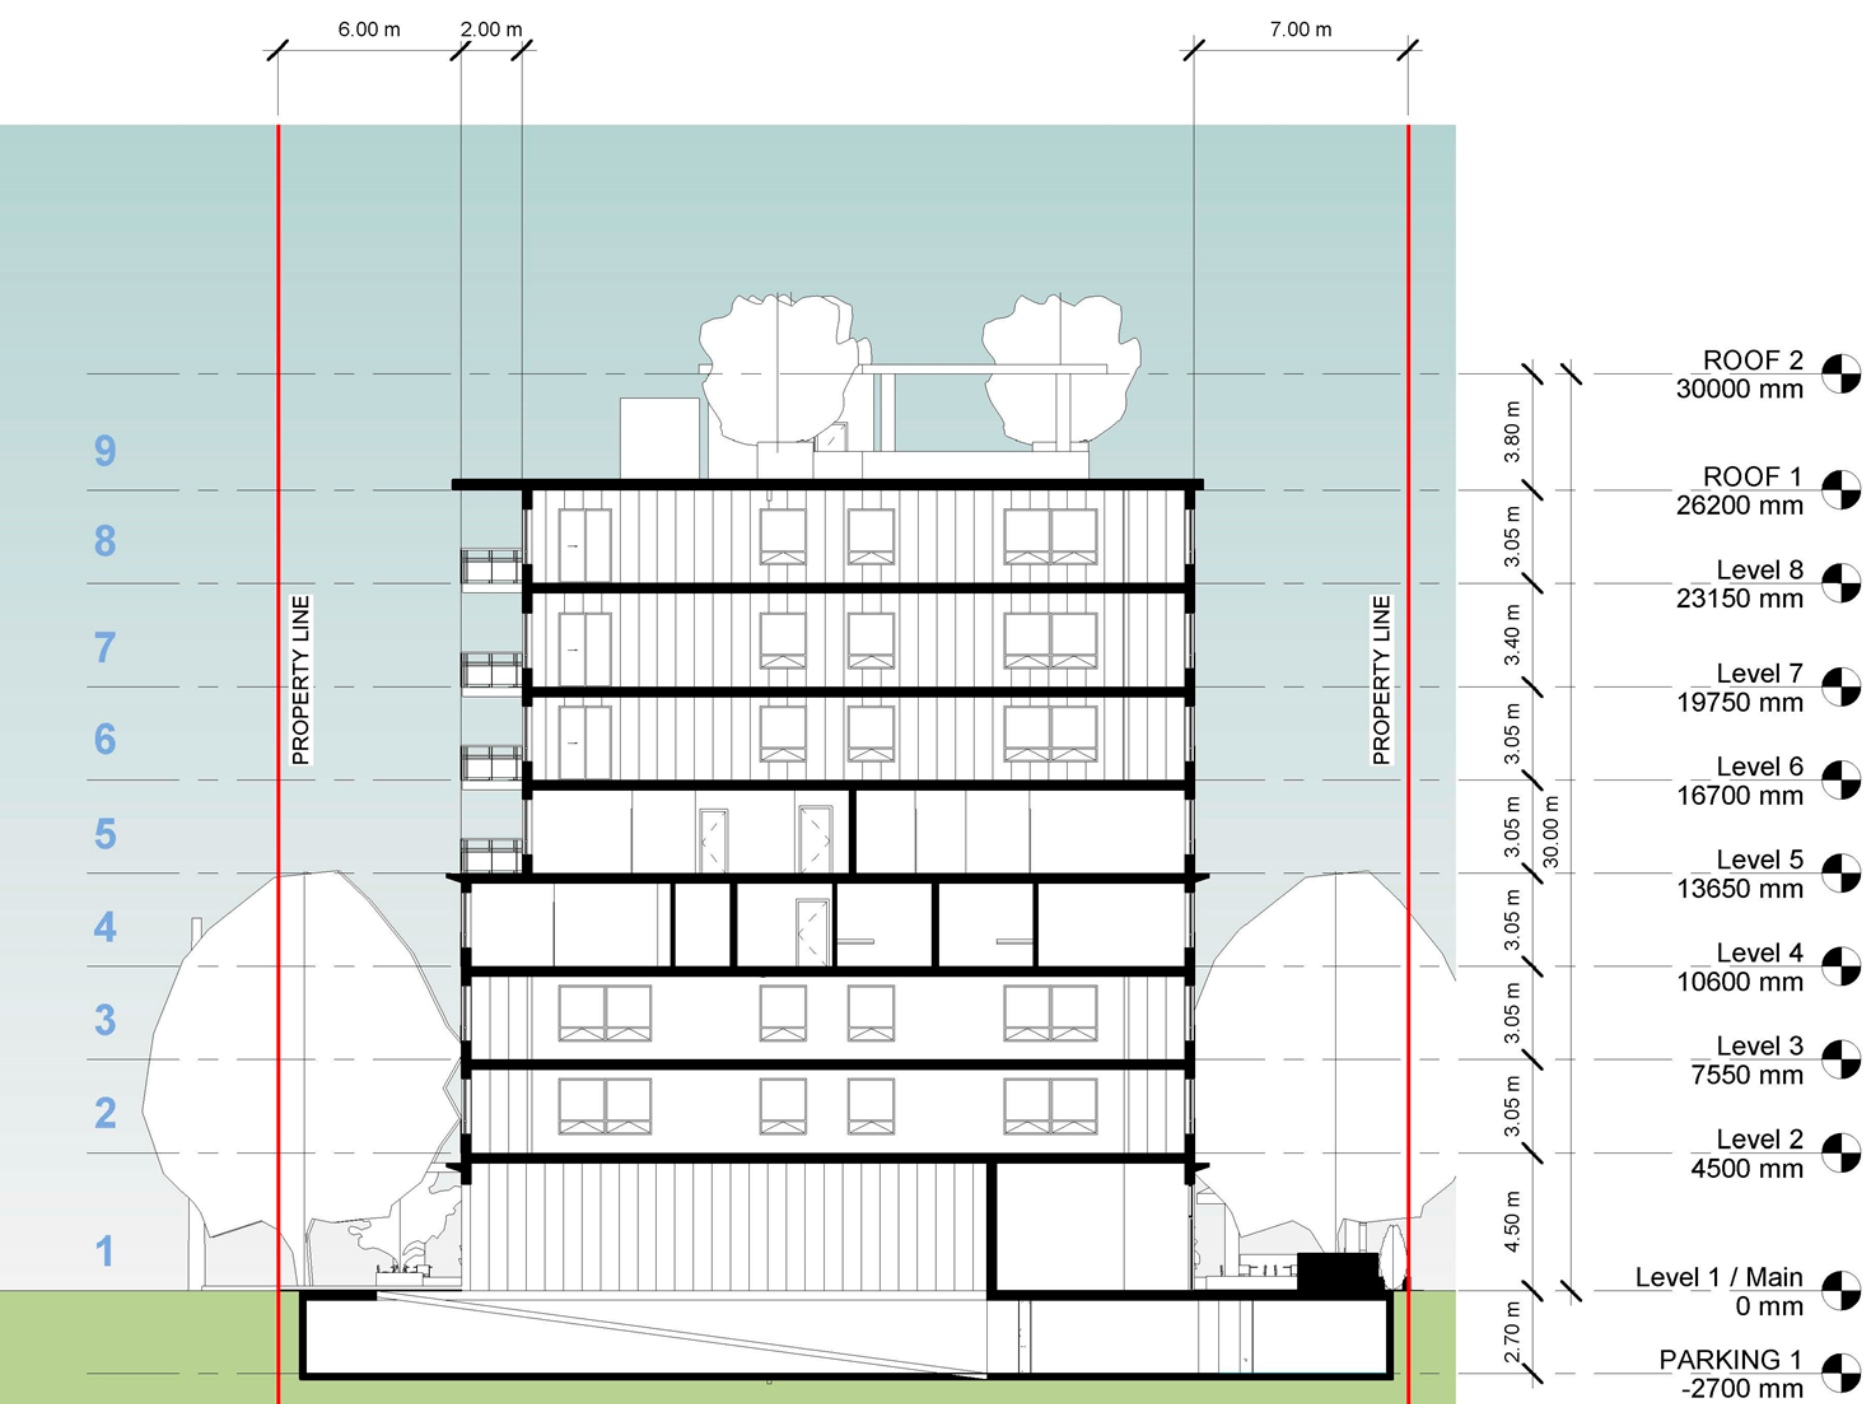 6.00 m
2.00 m
7.00 m
ROOF 2
30000 mm
3.80 m
9
ROOF 1
26200 mm
3.05 m
8
Level 8
23150 mm
PROPERTY LINE
PROPERTY LINE
3.40 m
7
Level 7
19750 mm
3.05 m
6
Level 6
16700 mm
3.05 m
30.00 m
5
Level 5
13650 mm
3.05 m
4
Level 4
10600 mm
3.05 m
3
Level 3
7550 mm
3.05 m
2
Level 2
4500 mm
4.50 m
1
Level 1 / Main
0 mm
2.70 m
PARKING 1
-2700 mm